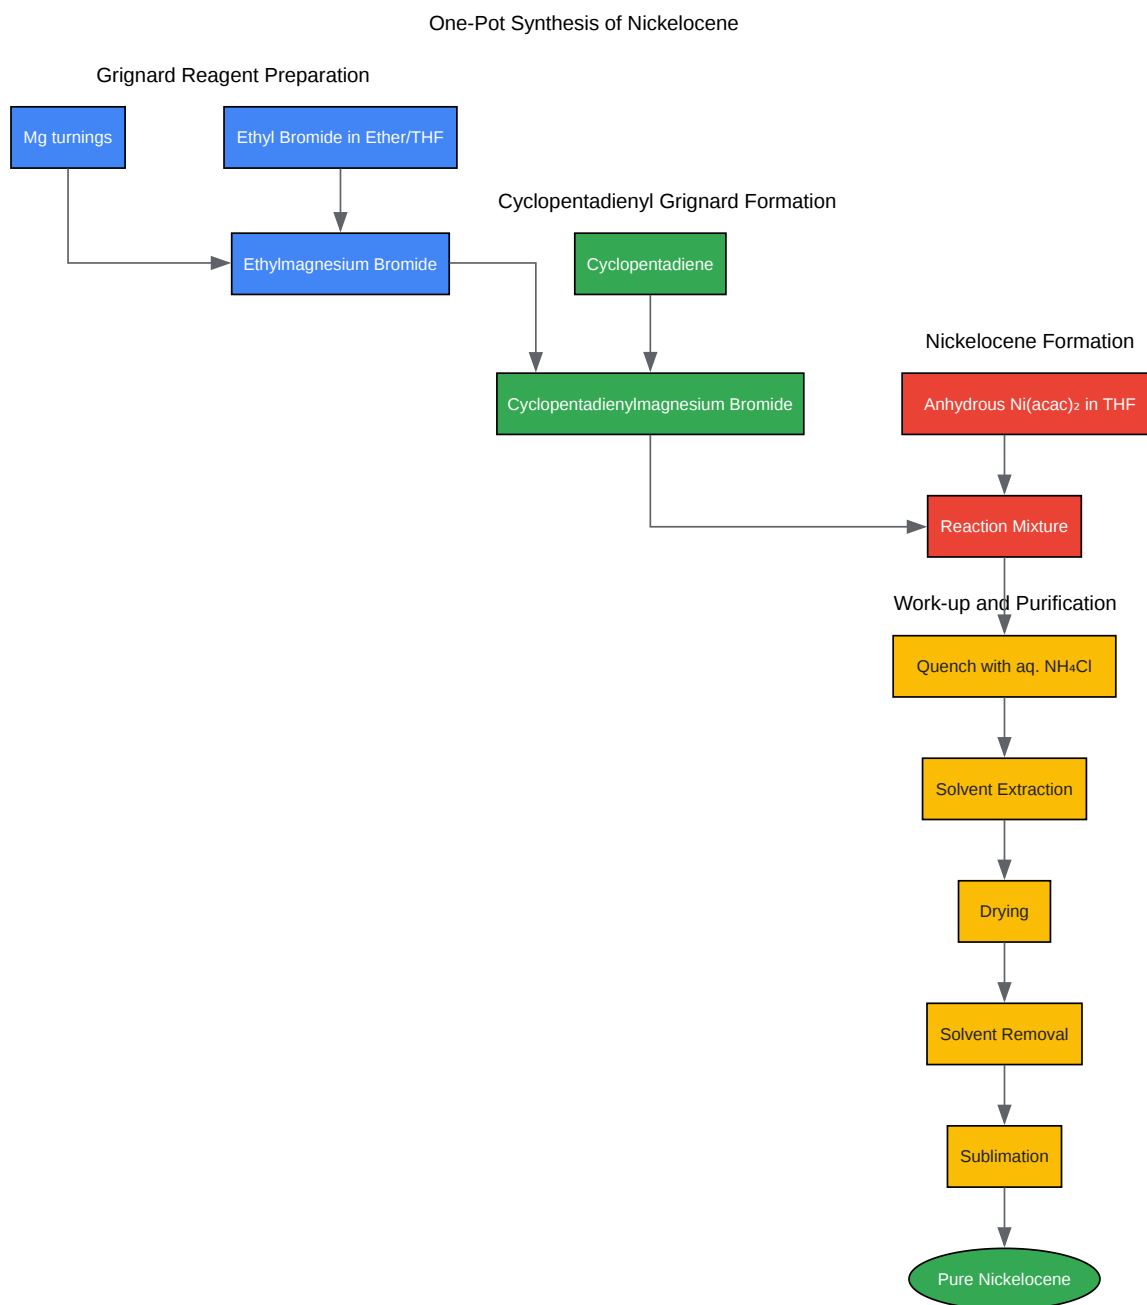 One-Pot Synthesis of Nickelocene
Grignard Reagent Preparation
Mg turnings
Ethyl Bromide in Ether/THF
Cyclopentadienyl Grignard Formation
Ethylmagnesium Bromide
Cyclopentadiene
Nickelocene Formation
Cyclopentadienylmagnesium Bromide
Anhydrous Ni(acac)₂ in THF
Reaction Mixture
Work-up and Purification
Quench with aq. NH₄Cl
Solvent Extraction
Drying
Solvent Removal
Sublimation
Pure Nickelocene